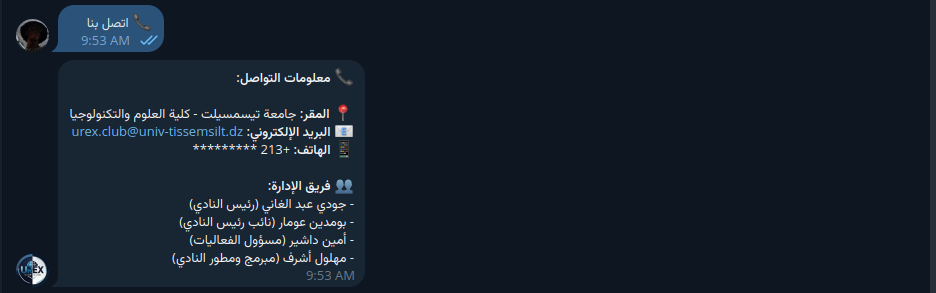 📞 اتصل بنا
9:53 AM
📞 معلومات التواصل:
📍 المقر: جامعة تيسمسيلت - كلية العلوم والتكنولوجيا
📧 البريد الإلكتروني: urex.club@univ-tissemsilt.dz
📱 الهاتف: +213 *********
👥 فريق الإدارة:
- جودي عبد الغاني (رئيس النادي)
- بومدين عومار (نائب رئيس النادي)
- أمين داشير (مسؤول الفعاليات)
- مهلول أشرف (مبرمج ومطور النادي)
9:53 AM
UREX